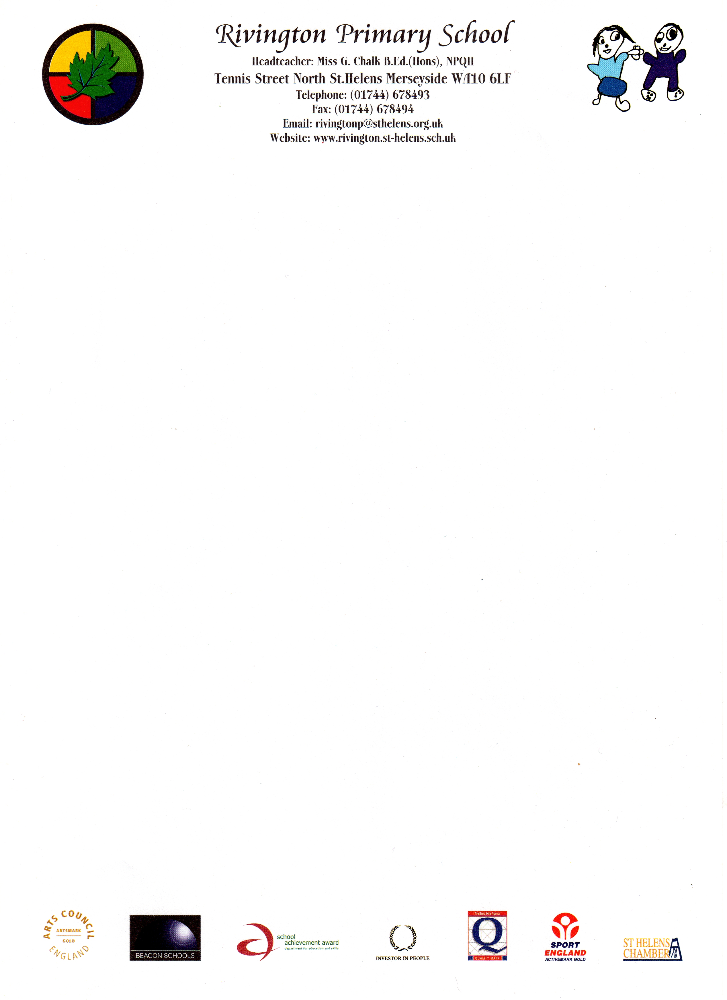 Rivington Primary School
Headteacher: Miss G. Chalk B.Ed.(Hons), NPQH
Tennis Street North St.Helens Merseyside WA10 6LF
Telephone: (01744) 678493
Fax: (01744) 678494
Email: rivingtonp@sthelens.org.uk
Website: www.rivington.st-helens.sch.uk
ARTS COUNCIL
ARTSMARK
GOLD
ENGLAND
BEACON SCHOOLS
school
achievement award
department for education and skills
INVESTOR IN PEOPLE
The Basic Skills Agency
Q
QUALITY MARK
SPORT
ENGLAND
ACTIVEMARK GOLD
ST HELENS
CHAMBER